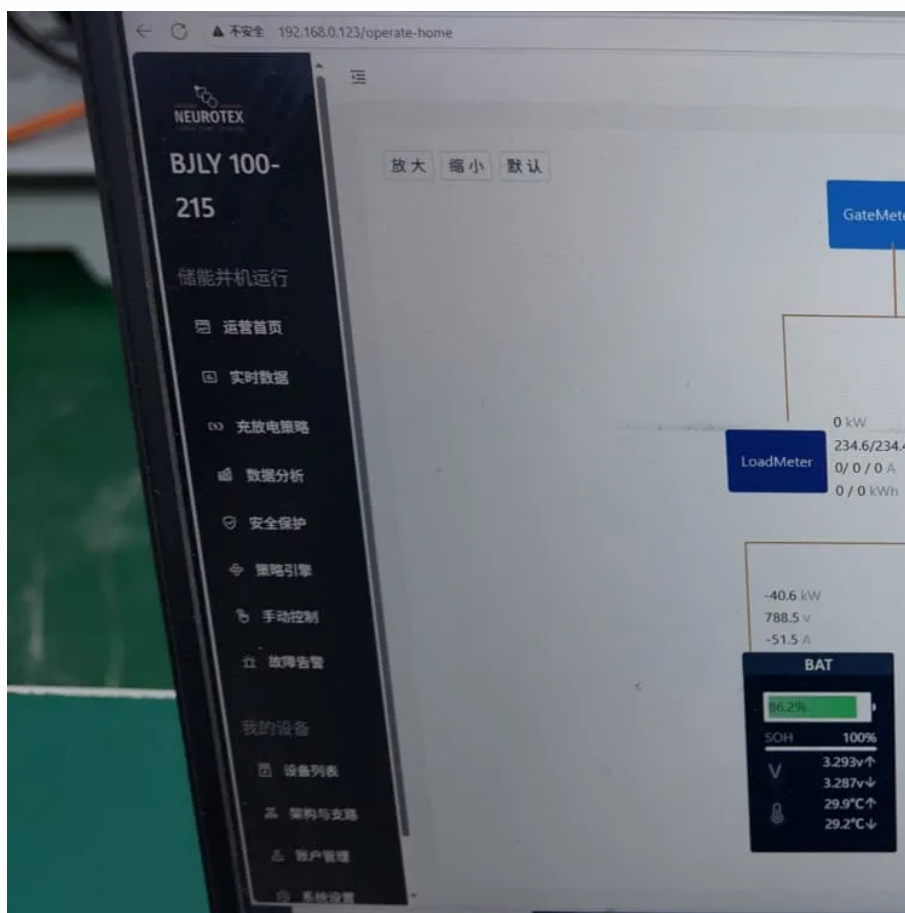 不安全 192.168.0.123/operate-home
NEUROTEX
BJLY 100-
215
储能并机运行
运营首页
实时数据
充放电策略
数据分析
安全保护
策略引擎
手动控制
故障告警
我的设备
设备列表
架构与支路
账户管理
系统设置
放大 缩小 默认
GateMete
LoadMeter
0 kW
234.6/234.4
0/ 0 / 0 A
0 / 0 kWh
-40.6 kW
788.5 v
-51.5 A
BAT
86.2%
SOH 100%
V
3.293v↑
3.287v↓
29.9°C↑
29.2°C↓